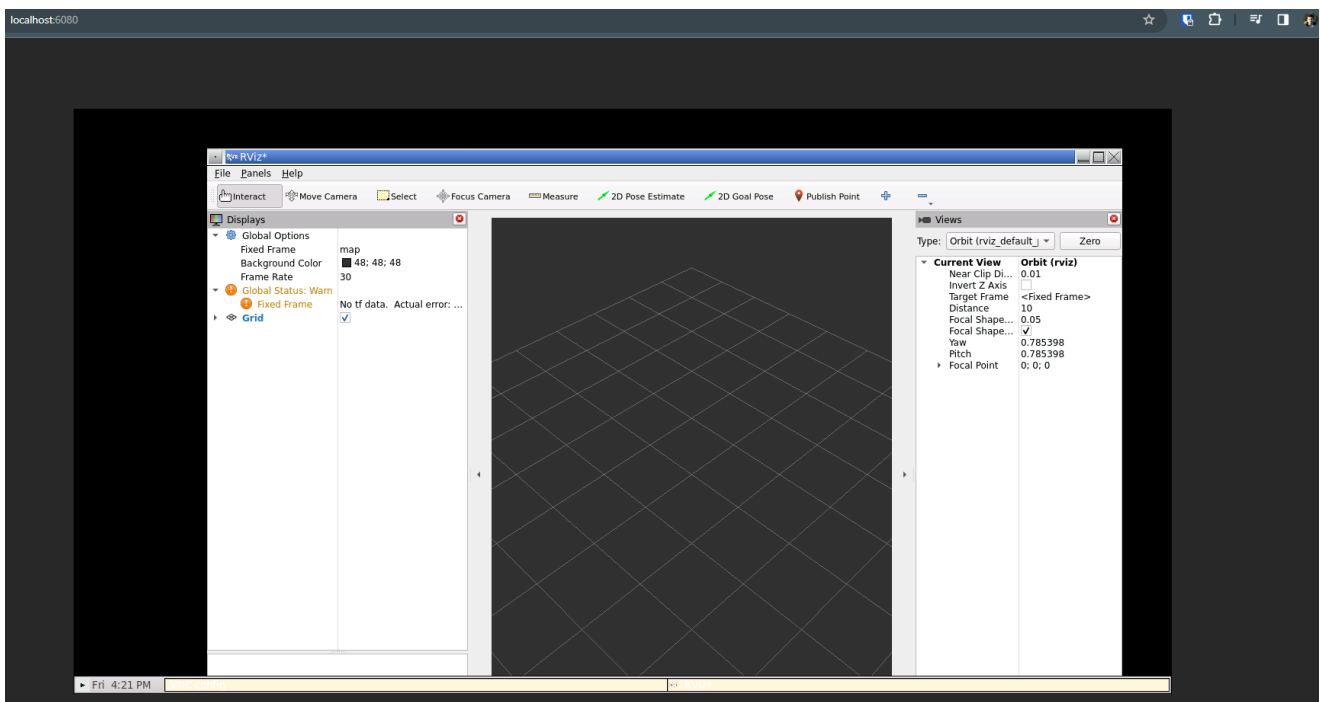 localhost:6080
RViz*
File Panels Help
Interact Move Camera Select Focus Camera Measure 2D Pose Estimate 2D Goal Pose Publish Point
Displays
Global Options
Fixed Frame map
Background Color 48; 48; 48
Frame Rate 30
Global Status: Warn
Fixed Frame No tf data. Actual error: ...
Grid
Views
Type: Orbit (rviz_default_ Zero
Current View Orbit (rviz)
Near Clip Di... 0.01
Invert Z Axis
Target Frame <Fixed Frame>
Distance 10
Focal Shape... 0.05
Focal Shape...
Yaw 0.785398
Pitch 0.785398
Focal Point 0; 0; 0
Fri 4:21 PM